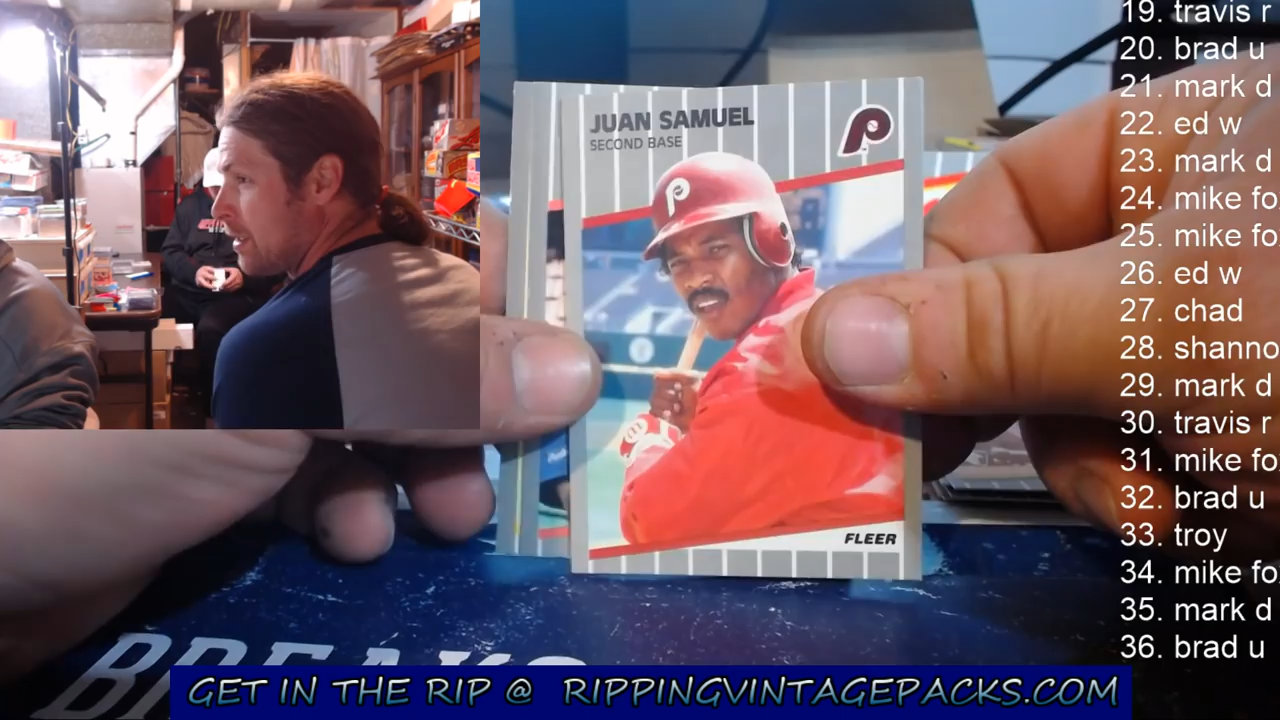 JUAN SAMUEL
SECOND BASE
P
P
FLEER
19. travis r
20. brad u
21. mark d
22. ed w
23. mark d
24. mike fo
25. mike fo
26. ed w
27. chad
28. shanno
29. mark d
30. travis r
31. mike fo
32. brad u
33. troy
34. mike fo
35. mark d
36. brad u
BREAKS
GET IN THE RIP @ RIPPINGVINTAGEPACKS.COM